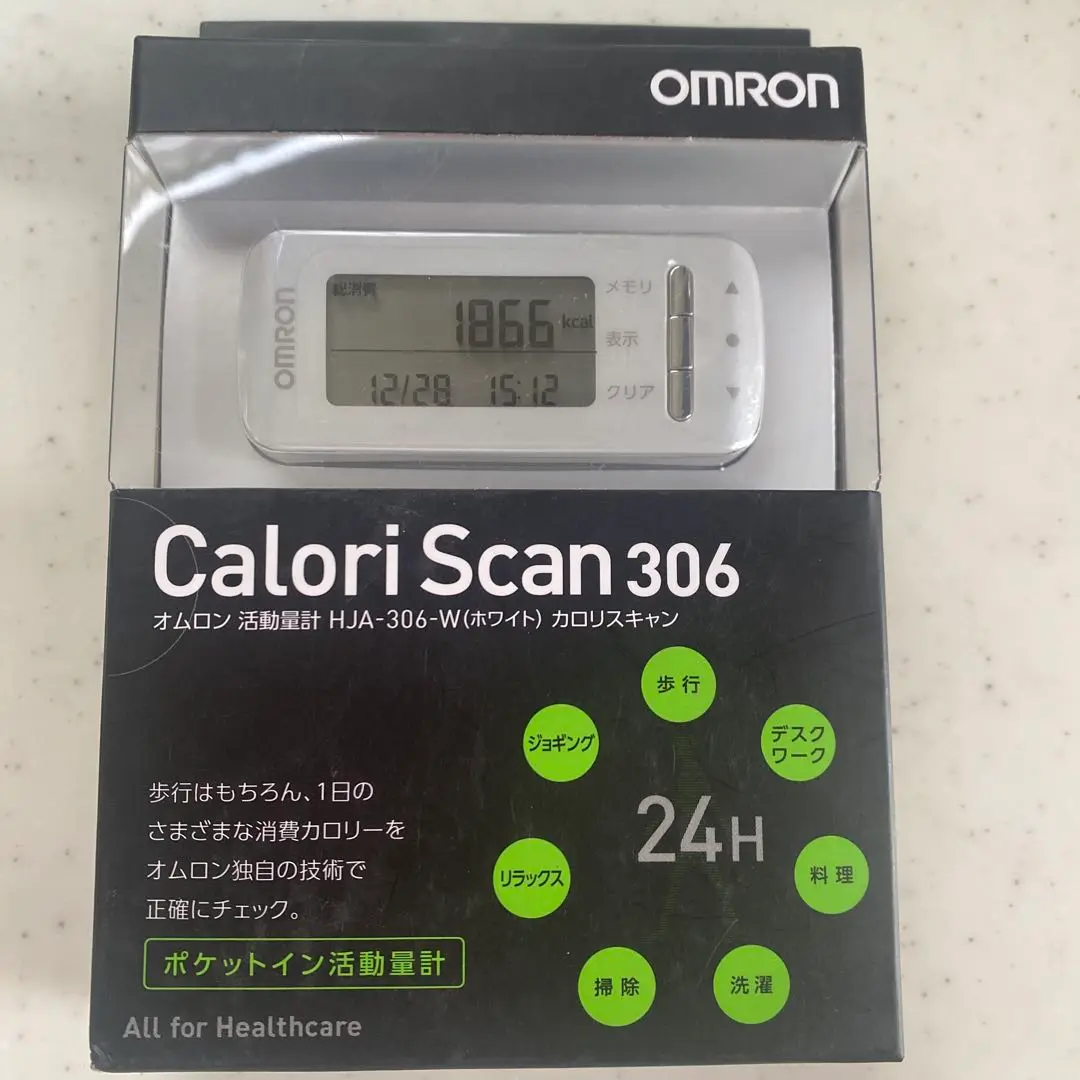 OMRON
OMRON
総消費
1866 kcal
12/28 15:12
メモリ ▲
表示 ●
クリア ▼
Calori Scan 306
オムロン 活動量計 HJA-306-W(ホワイト) カロリスキャン
歩行
ジョギング
デスク
ワーク
24H
リラックス
料理
掃除
洗濯
歩行はもちろん、1日の
さまざまな消費カロリーを
オムロン独自の技術で
正確にチェック。
ポケットイン活動量計
All for Healthcare